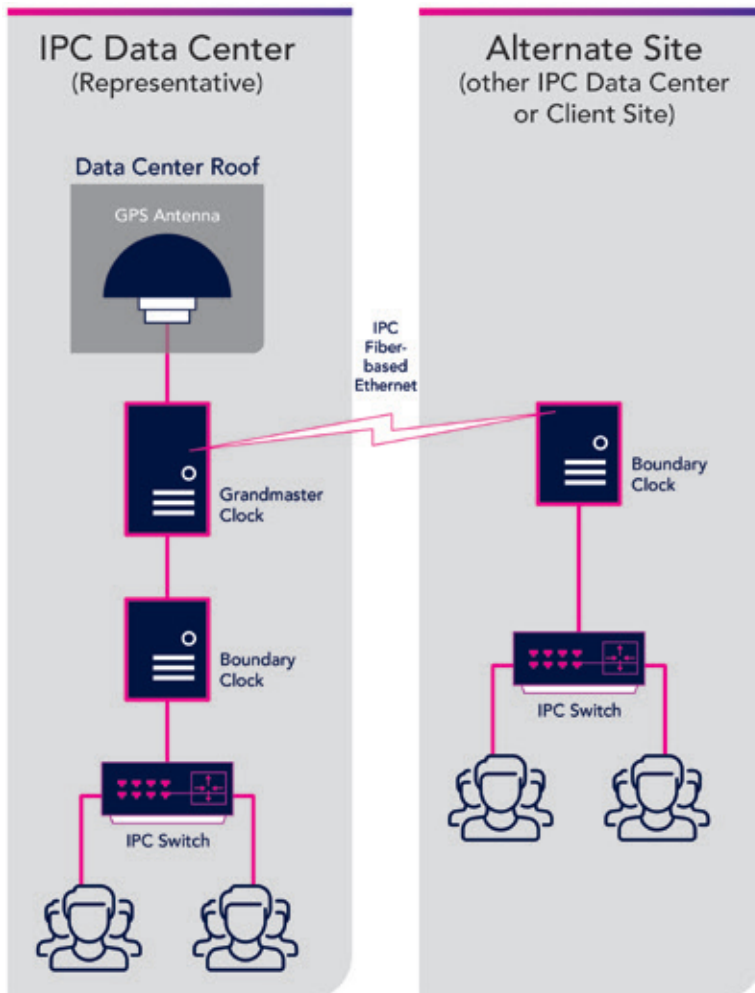 IPC Data Center
(Representative)
Data Center Roof
GPS Antenna
Grandmaster
Clock
Boundary
Clock
IPC Switch
IPC
Fiber-
based
Ethernet
Alternate Site
(other IPC Data Center
or Client Site)
Boundary
Clock
IPC Switch